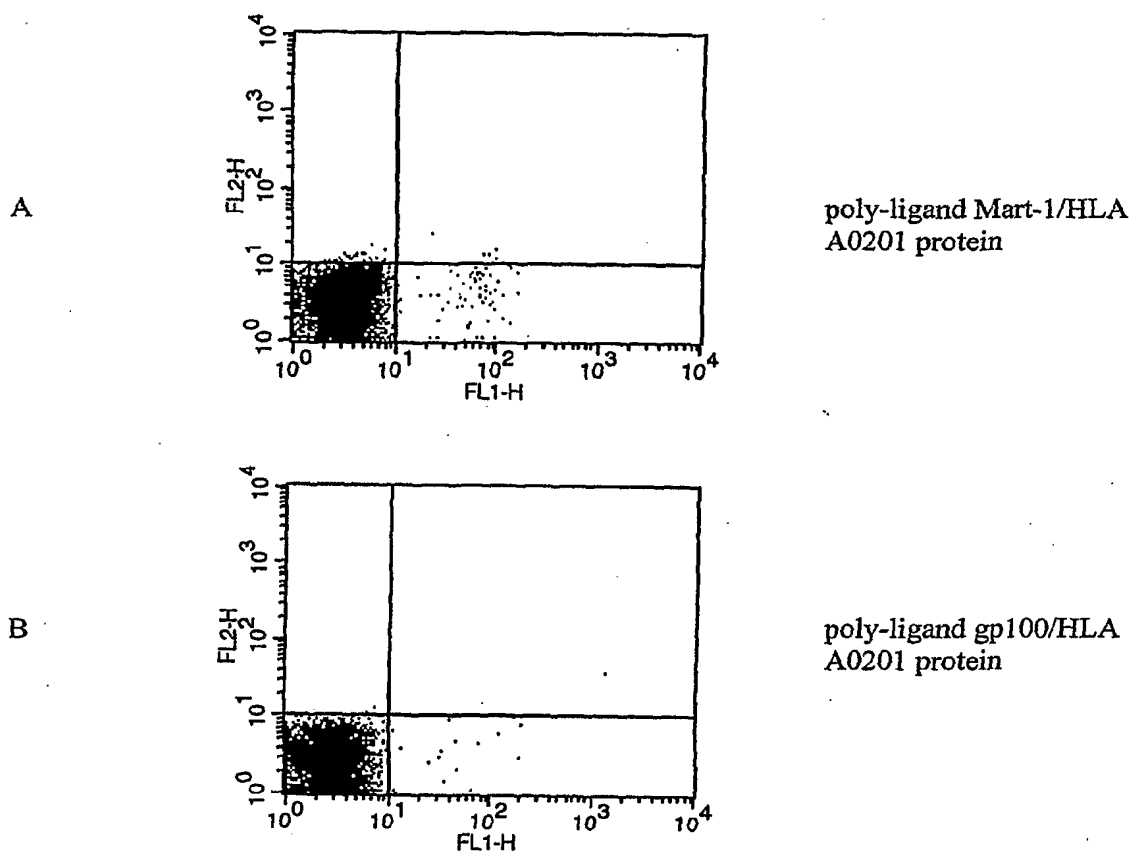 A
10^4
10^3
10^2
10^1
10^0
FL2-H
10^0 10^1 10^2 10^3 10^4
FL1-H
poly-ligand Mart-1/HLA
A0201 protein
B
10^4
10^3
10^2
10^1
10^0
FL2-H
10^0 10^1 10^2 10^3 10^4
FL1-H
poly-ligand gp100/HLA
A0201 protein